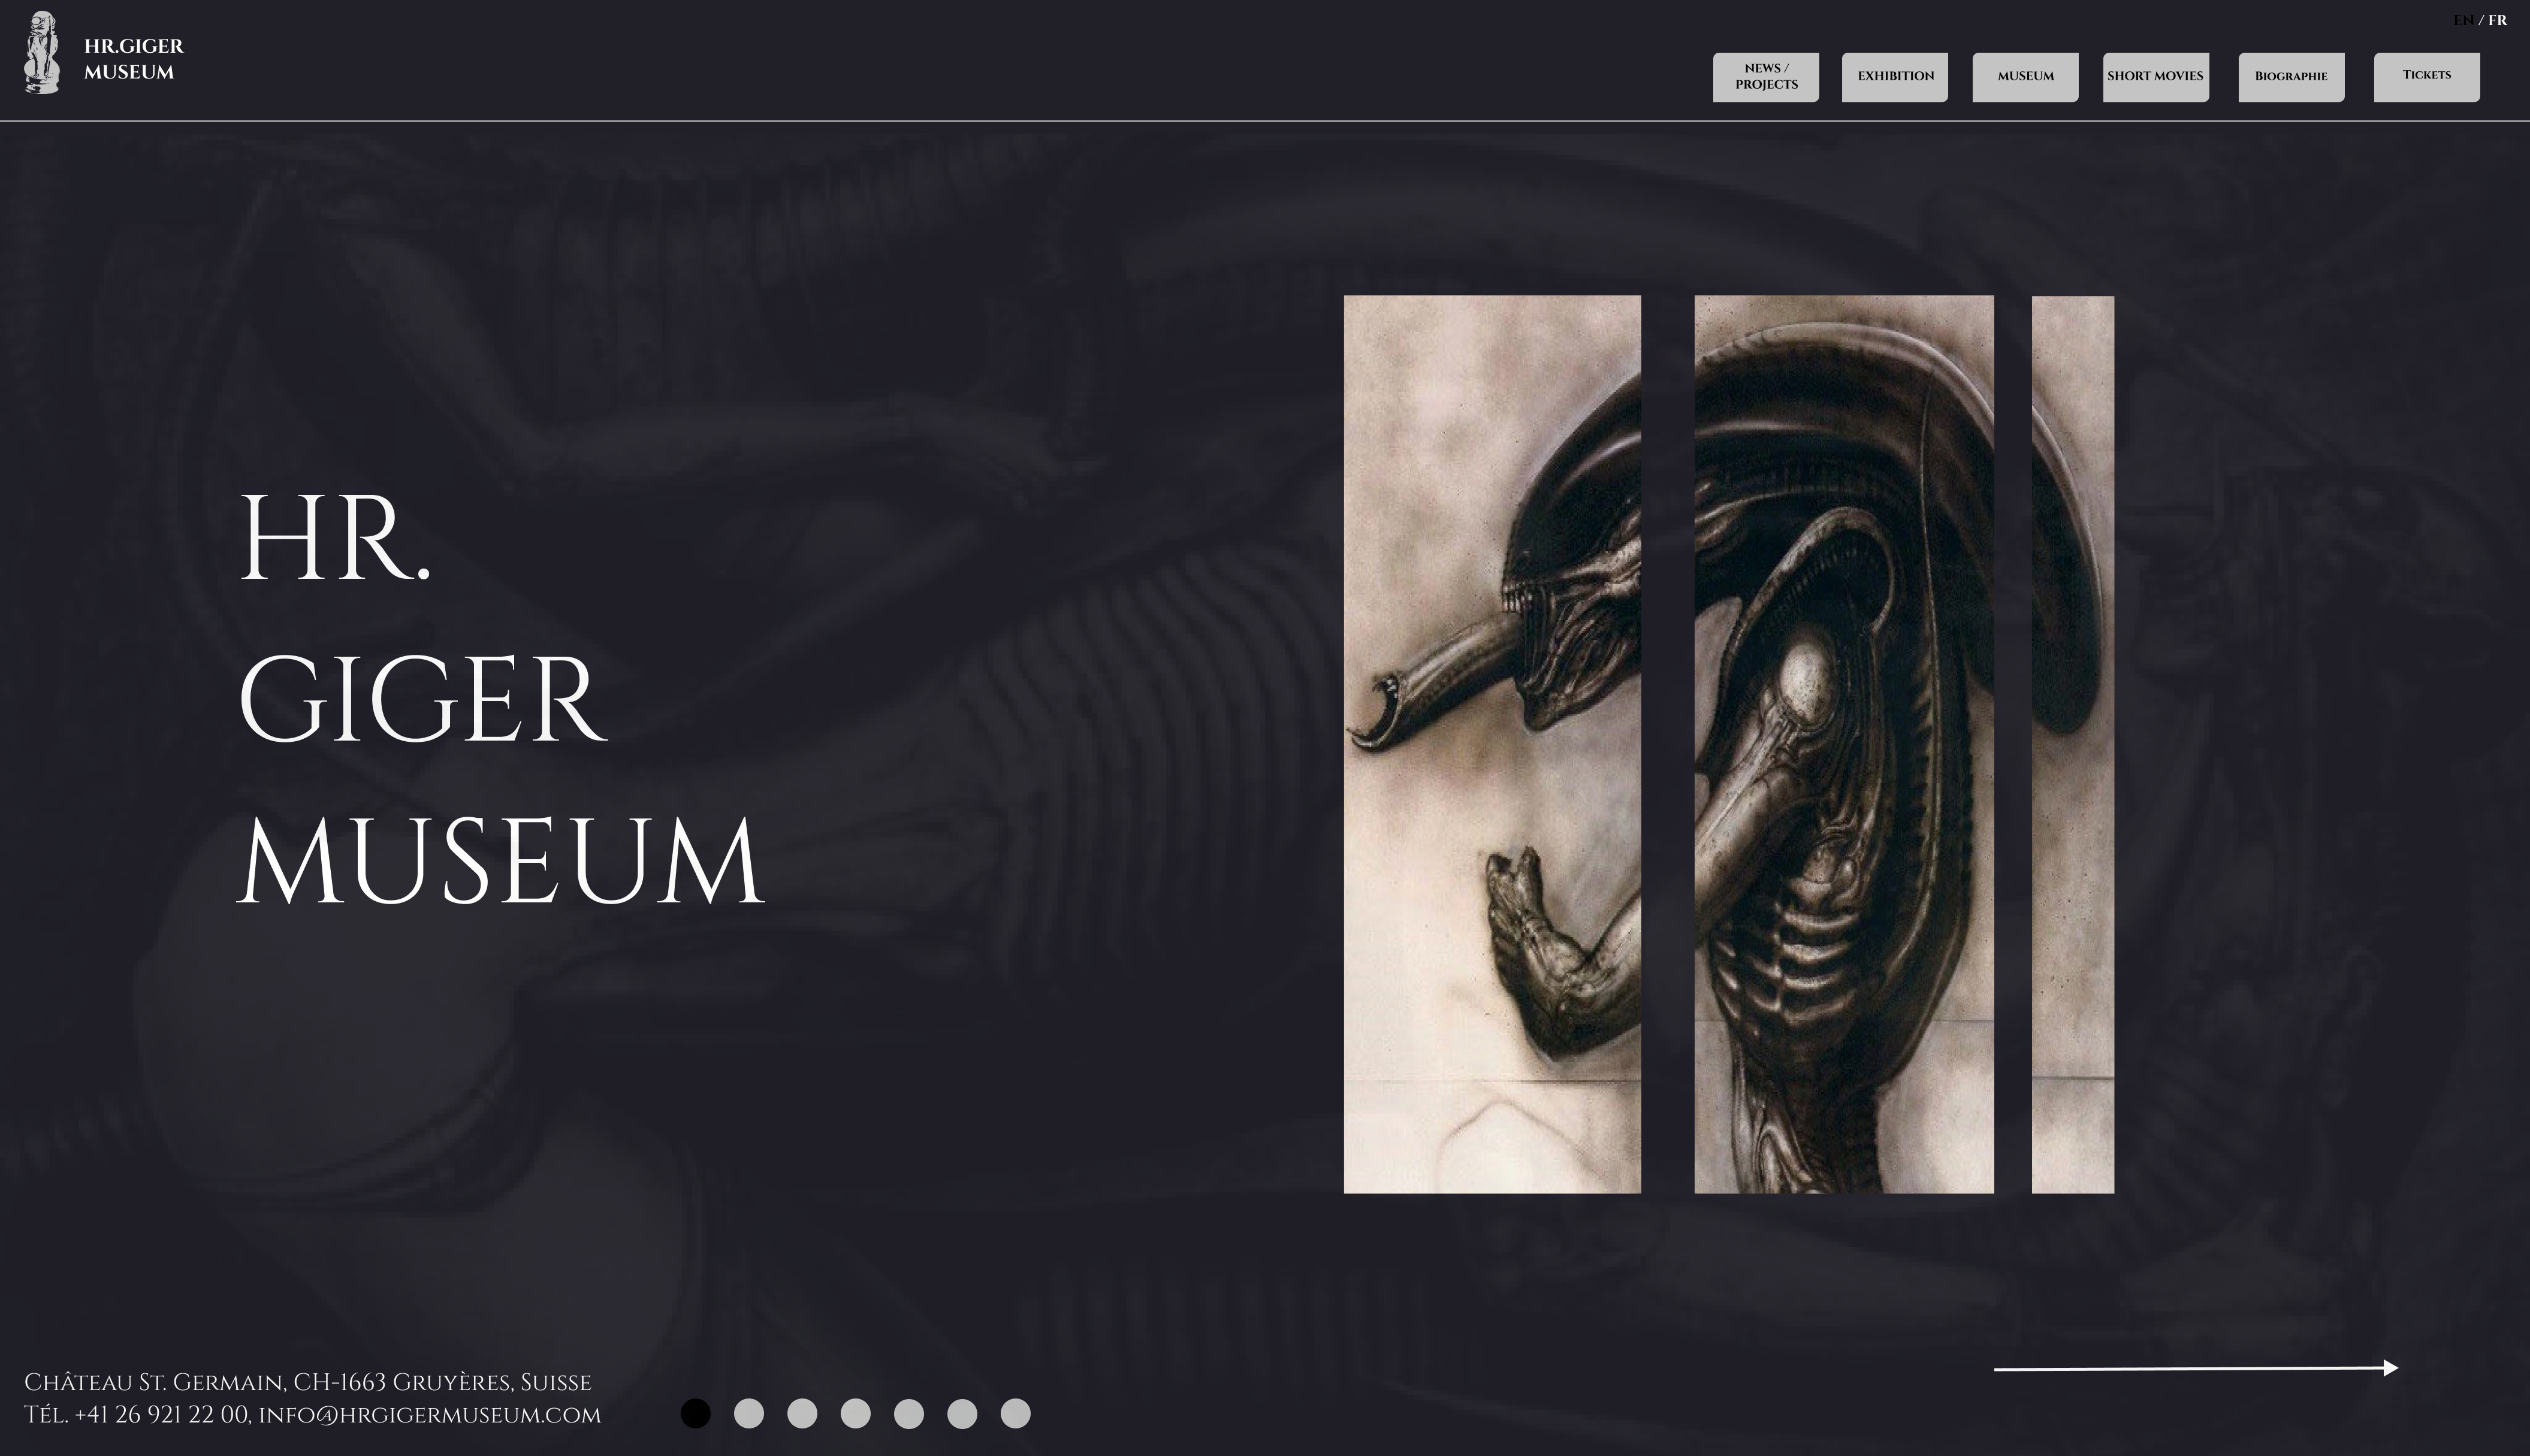 EN / FR
HR.GIGER
MUSEUM
NEWS /
PROJECTS
EXHIBITION
MUSEUM
SHORT MOVIES
Biographie
Tickets
HR.
GIGER
MUSEUM
Château St. Germain, CH-1663 Gruyères, Suisse
Tél. +41 26 921 22 00, info@hrgigermuseum.com